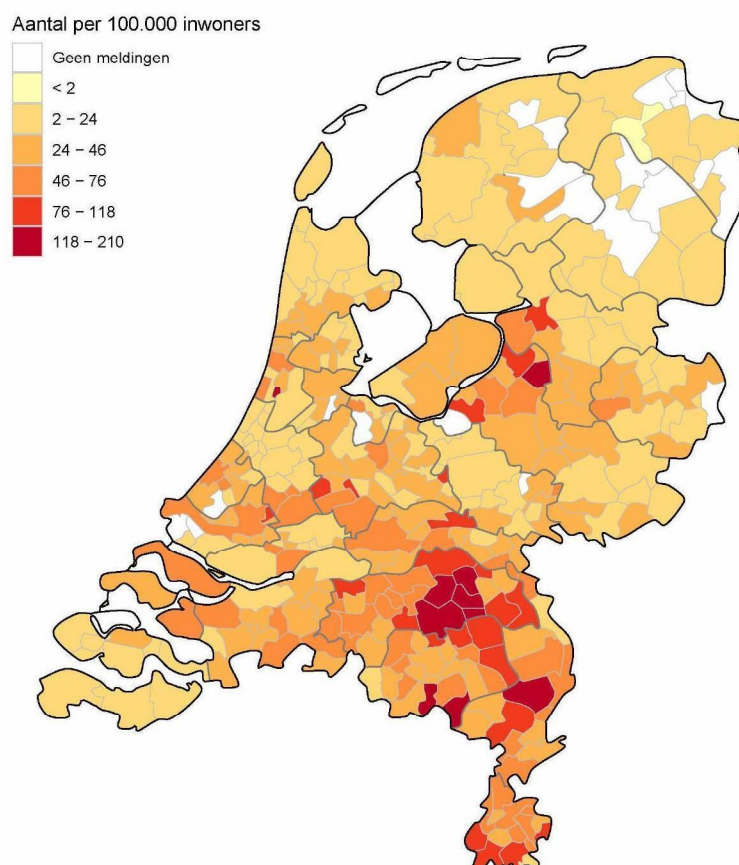 Aantal per 100.000 inwoners
Geen meldingen
< 2
2 – 24
24 – 46
46 – 76
76 – 118
118 – 210